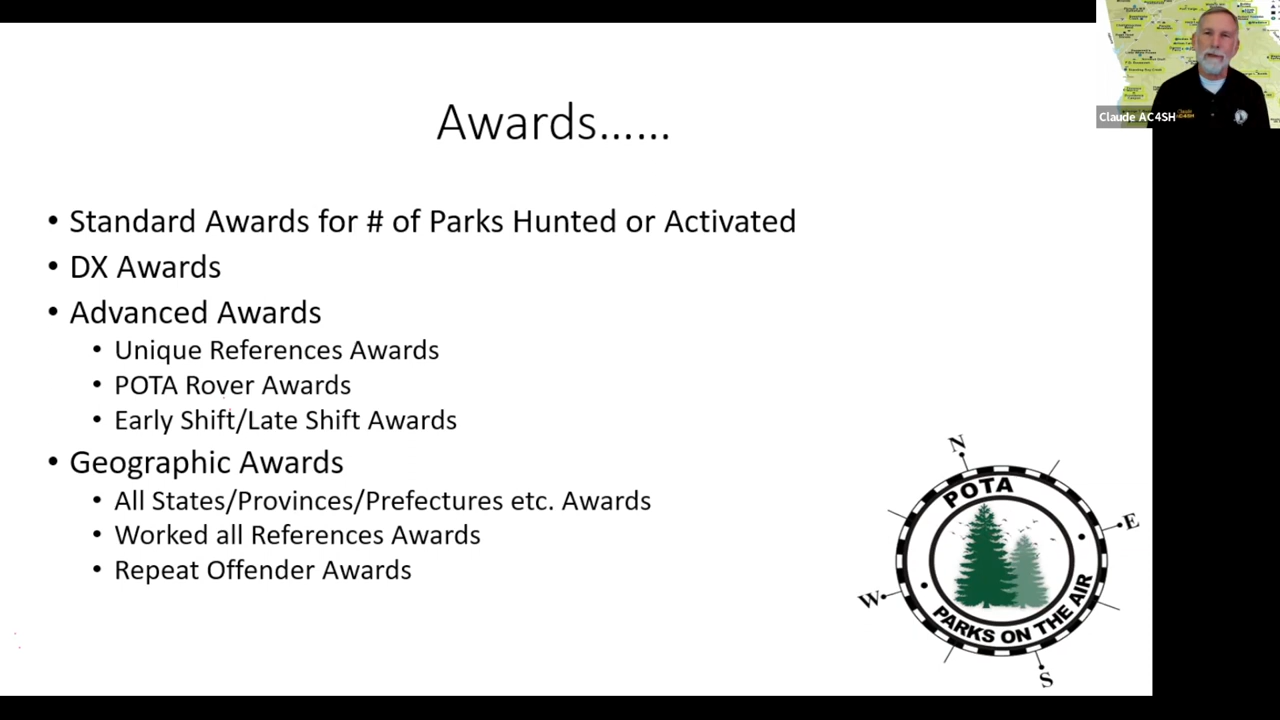 Awards……
• Standard Awards for # of Parks Hunted or Activated
• DX Awards
• Advanced Awards
• Unique References Awards
• POTA Rover Awards
• Early Shift/Late Shift Awards
• Geographic Awards
• All States/Provinces/Prefectures etc. Awards
• Worked all References Awards
• Repeat Offender Awards
Claude AC4SH
N
POTA
E
W
PARKS ON THE AIR
S